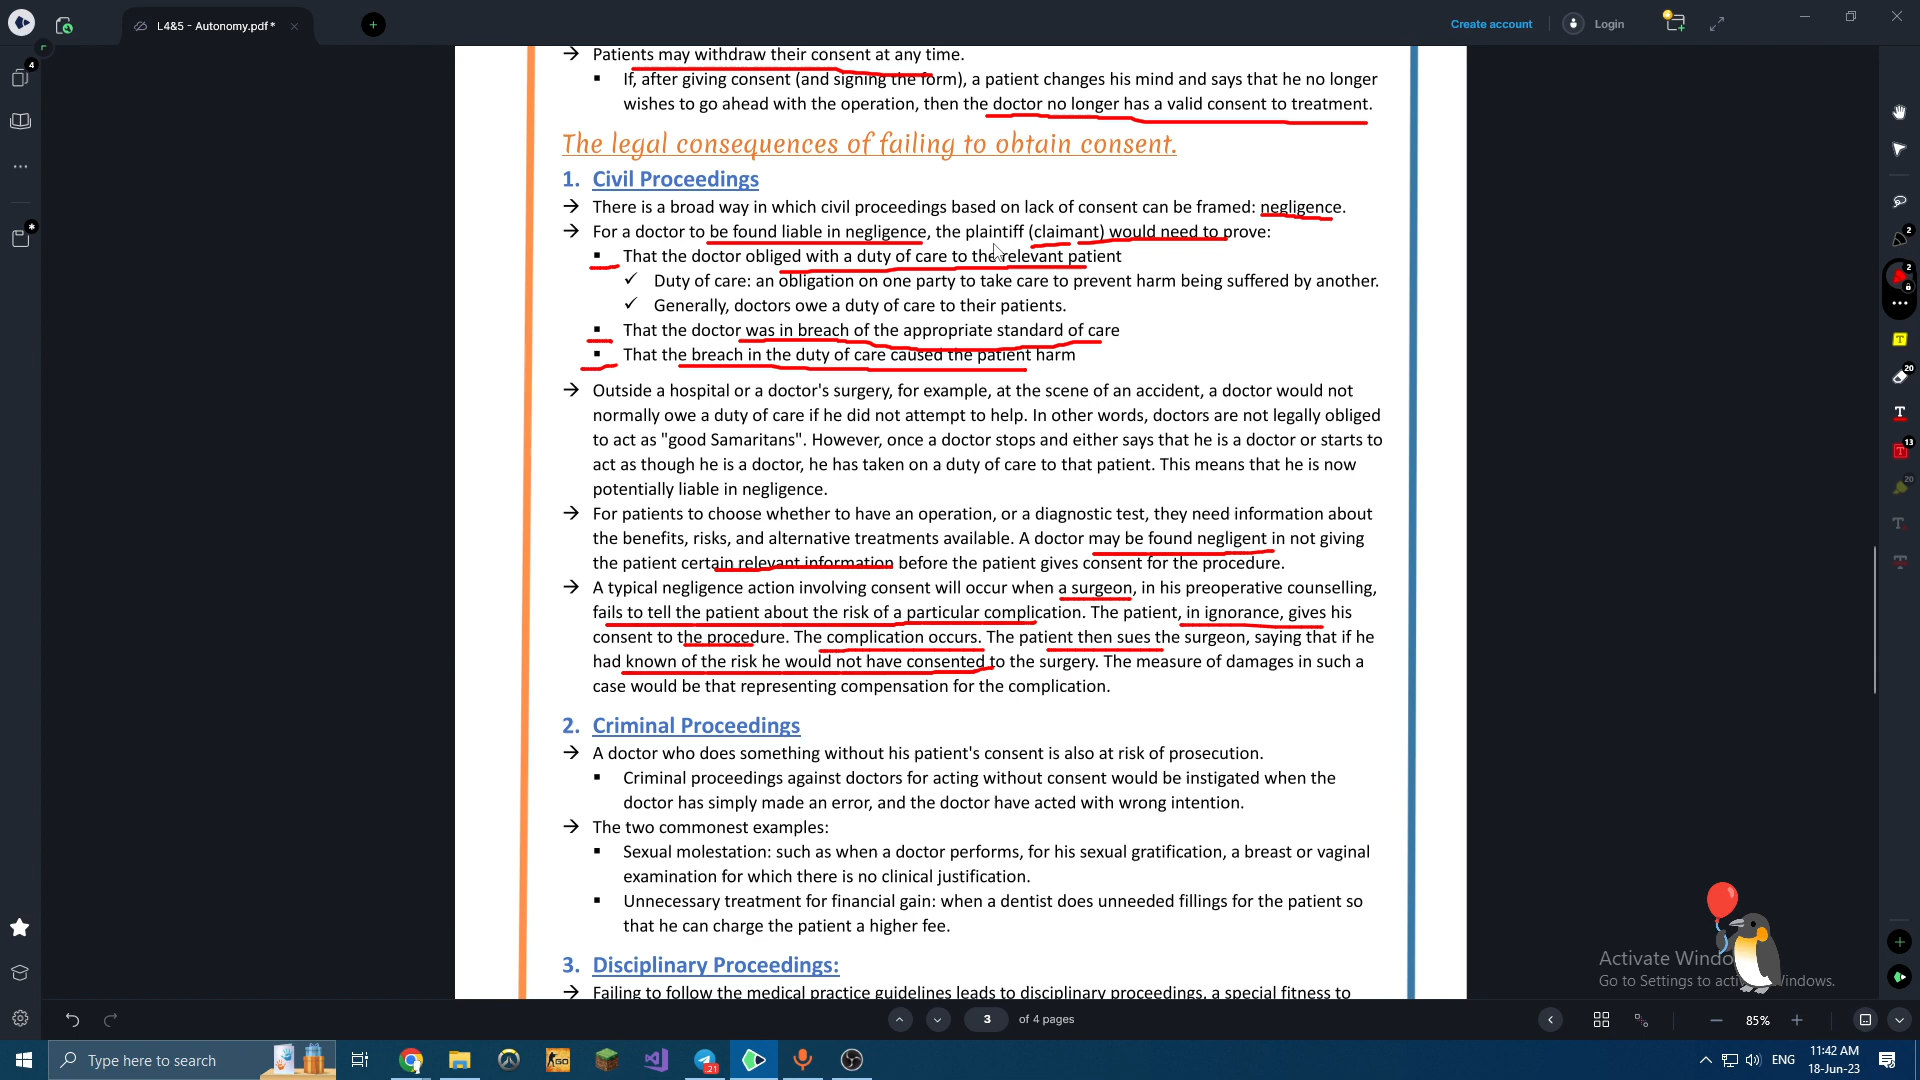 L4&5 - Autonomy.pdf*
Create account
Login
→ Patients may withdraw their consent at any time.
▪ If, after giving consent (and signing the form), a patient changes his mind and says that he no longer
wishes to go ahead with the operation, then the doctor no longer has a valid consent to treatment.
The legal consequences of failing to obtain consent.
1. Civil Proceedings
→ There is a broad way in which civil proceedings based on lack of consent can be framed: negligence.
→ For a doctor to be found liable in negligence, the plaintiff (claimant) would need to prove:
▪ That the doctor obliged with a duty of care to the relevant patient
✓ Duty of care: an obligation on one party to take care to prevent harm being suffered by another.
✓ Generally, doctors owe a duty of care to their patients.
▪ That the doctor was in breach of the appropriate standard of care
▪ That the breach in the duty of care caused the patient harm
→ Outside a hospital or a doctor's surgery, for example, at the scene of an accident, a doctor would not
normally owe a duty of care if he did not attempt to help. In other words, doctors are not legally obliged
to act as "good Samaritans". However, once a doctor stops and either says that he is a doctor or starts to
act as though he is a doctor, he has taken on a duty of care to that patient. This means that he is now
potentially liable in negligence.
→ For patients to choose whether to have an operation, or a diagnostic test, they need information about
the benefits, risks, and alternative treatments available. A doctor may be found negligent in not giving
the patient certain relevant information before the patient gives consent for the procedure.
→ A typical negligence action involving consent will occur when a surgeon, in his preoperative counselling,
fails to tell the patient about the risk of a particular complication. The patient, in ignorance, gives his
consent to the procedure. The complication occurs. The patient then sues the surgeon, saying that if he
had known of the risk he would not have consented to the surgery. The measure of damages in such a
case would be that representing compensation for the complication.
2. Criminal Proceedings
→ A doctor who does something without his patient's consent is also at risk of prosecution.
▪ Criminal proceedings against doctors for acting without consent would be instigated when the
doctor has simply made an error, and the doctor have acted with wrong intention.
→ The two commonest examples:
▪ Sexual molestation: such as when a doctor performs, for his sexual gratification, a breast or vaginal
examination for which there is no clinical justification.
▪ Unnecessary treatment for financial gain: when a dentist does unneeded fillings for the patient so
that he can charge the patient a higher fee.
3. Disciplinary Proceedings:
→ Failing to follow the medical practice guidelines leads to disciplinary proceedings, a special fitness to
4
2
2
20
13
20
Activate Windo
Go to Settings to acti indows.
3 of 4 pages
85%
Type here to search
GO
21
ENG
11:42 AM
18-Jun-23